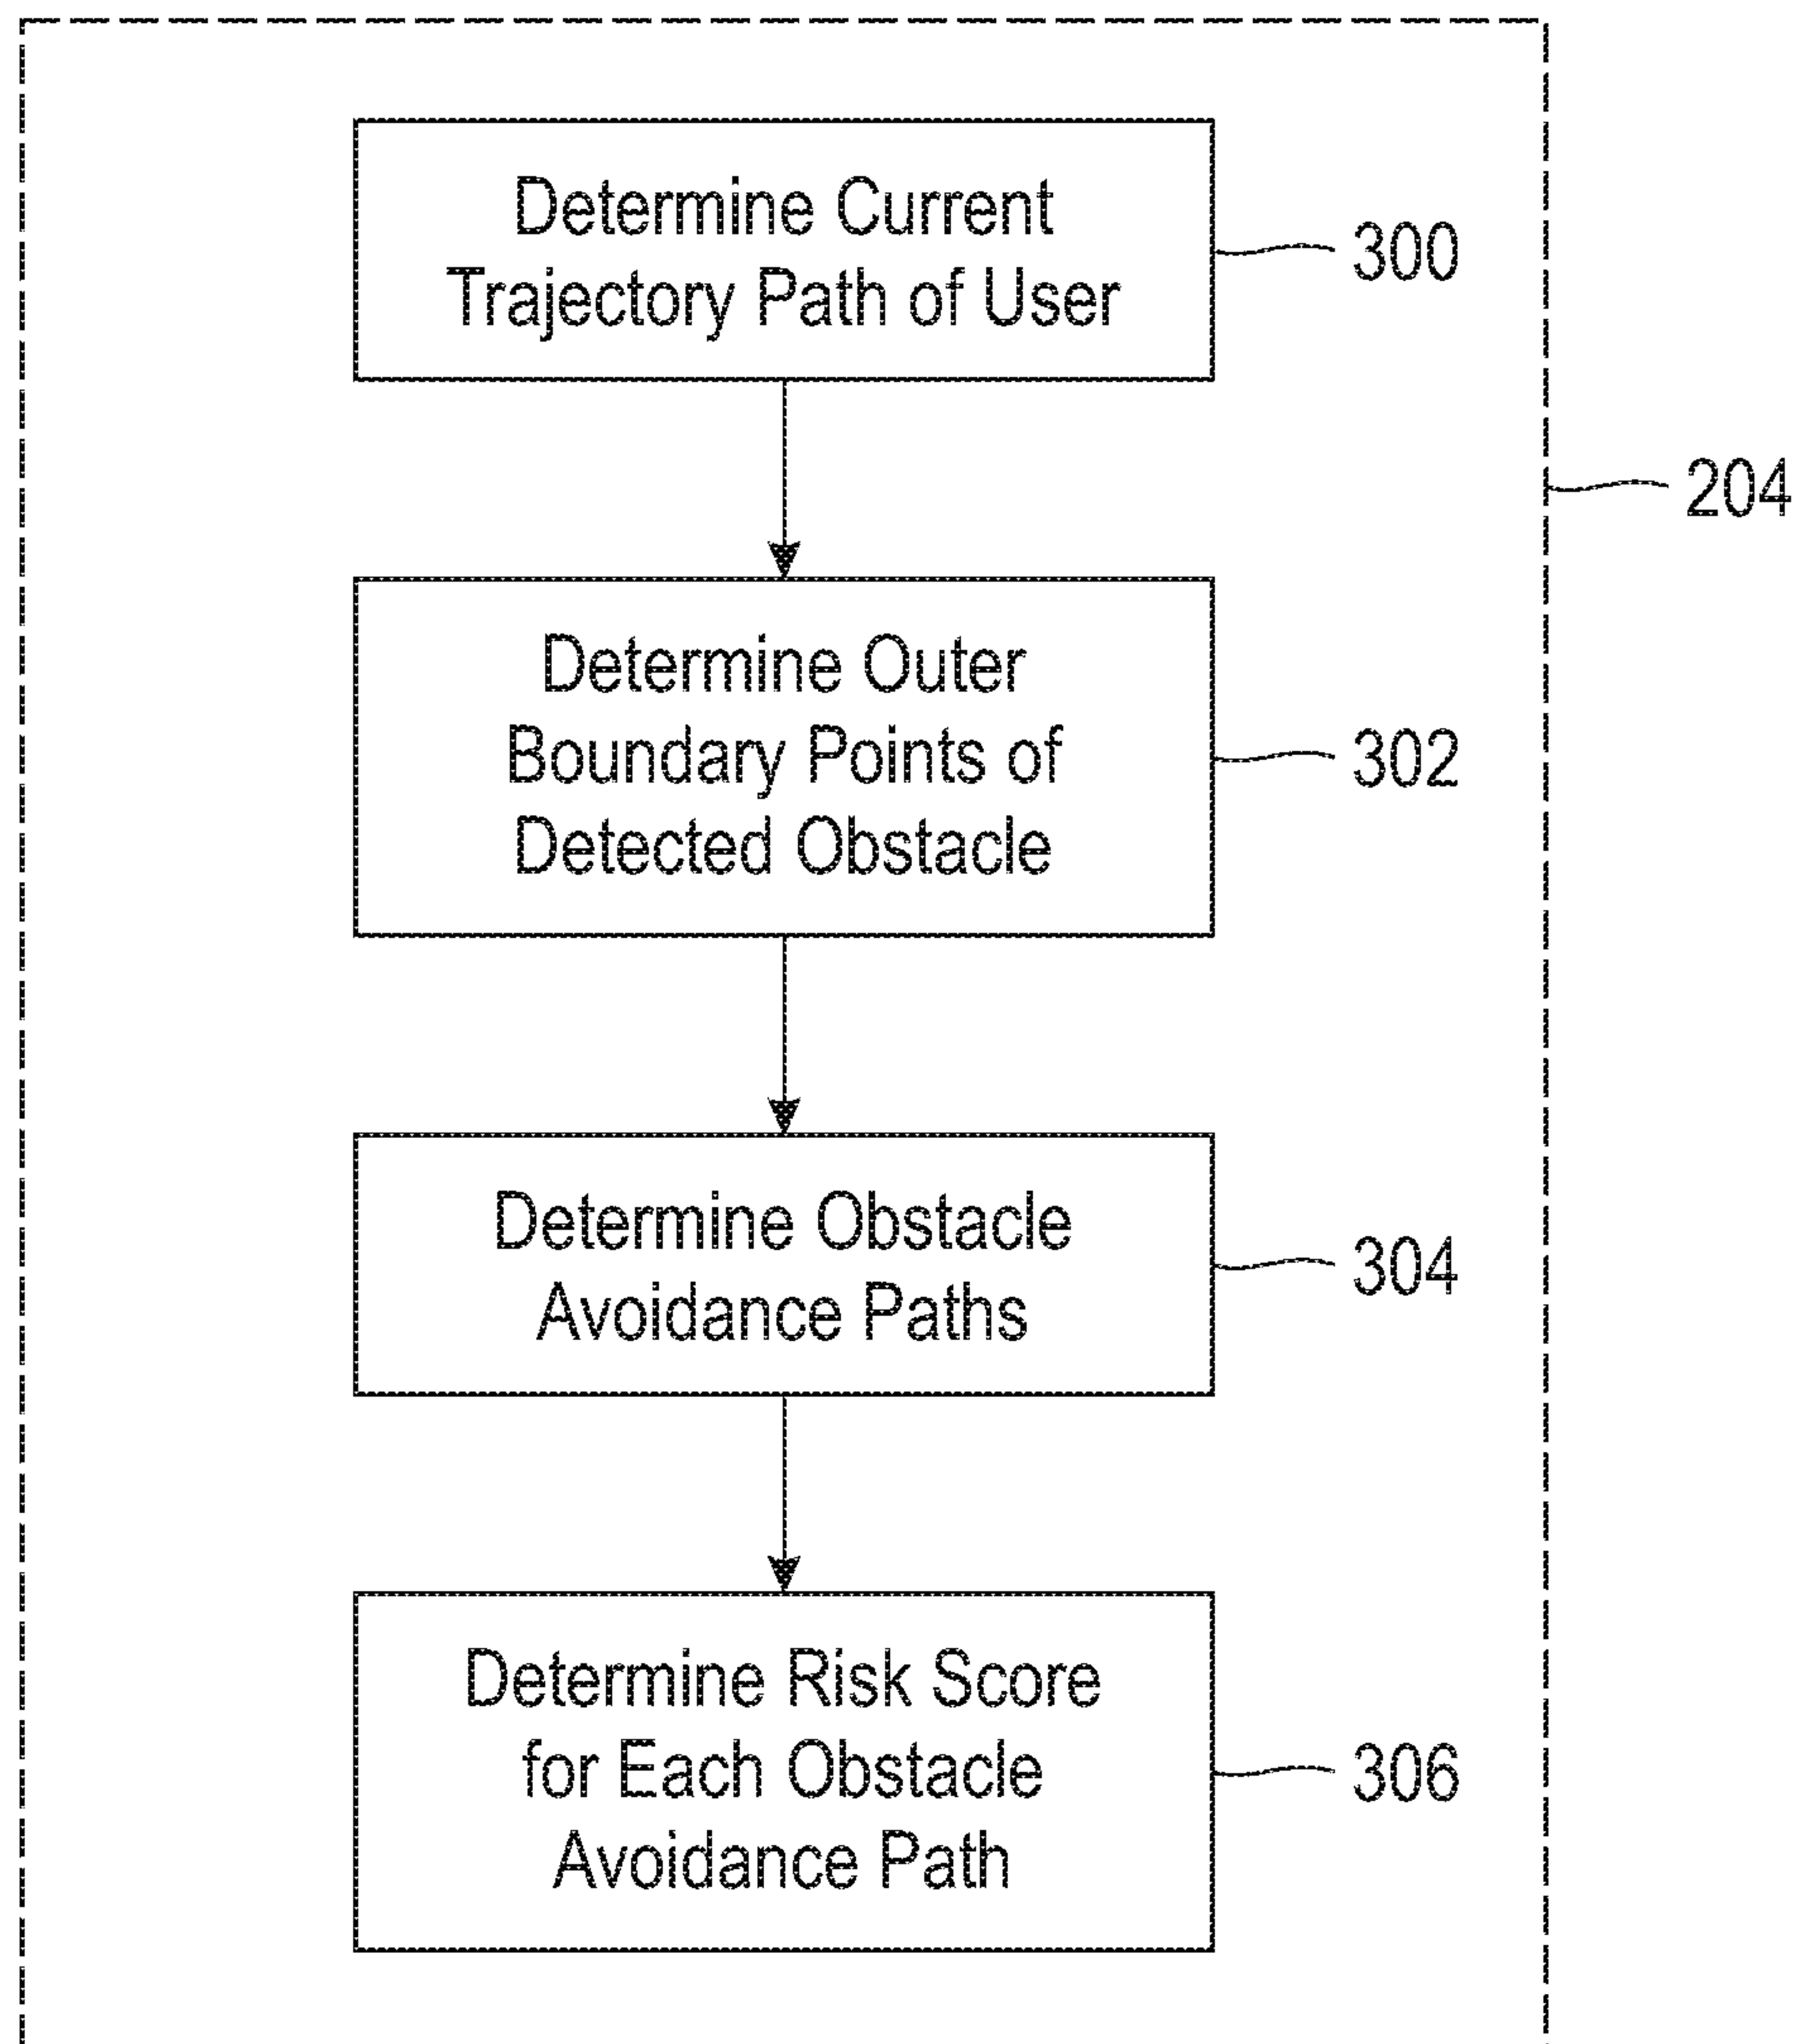 Determine Current
Trajectory Path of User
300
204
Determine Outer
Boundary Points of
Detected Obstacle
302
Determine Obstacle
Avoidance Paths
304
Determine Risk Score
for Each Obstacle
Avoidance Path
306